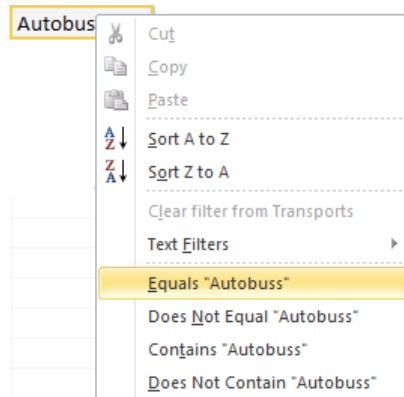 Autobus
Cut
Copy
Paste
Sort A to Z
Sort Z to A
Clear filter from Transports
Text Filters
Equals "Autobuss"
Does Not Equal "Autobuss"
Contains "Autobuss"
Does Not Contain "Autobuss"